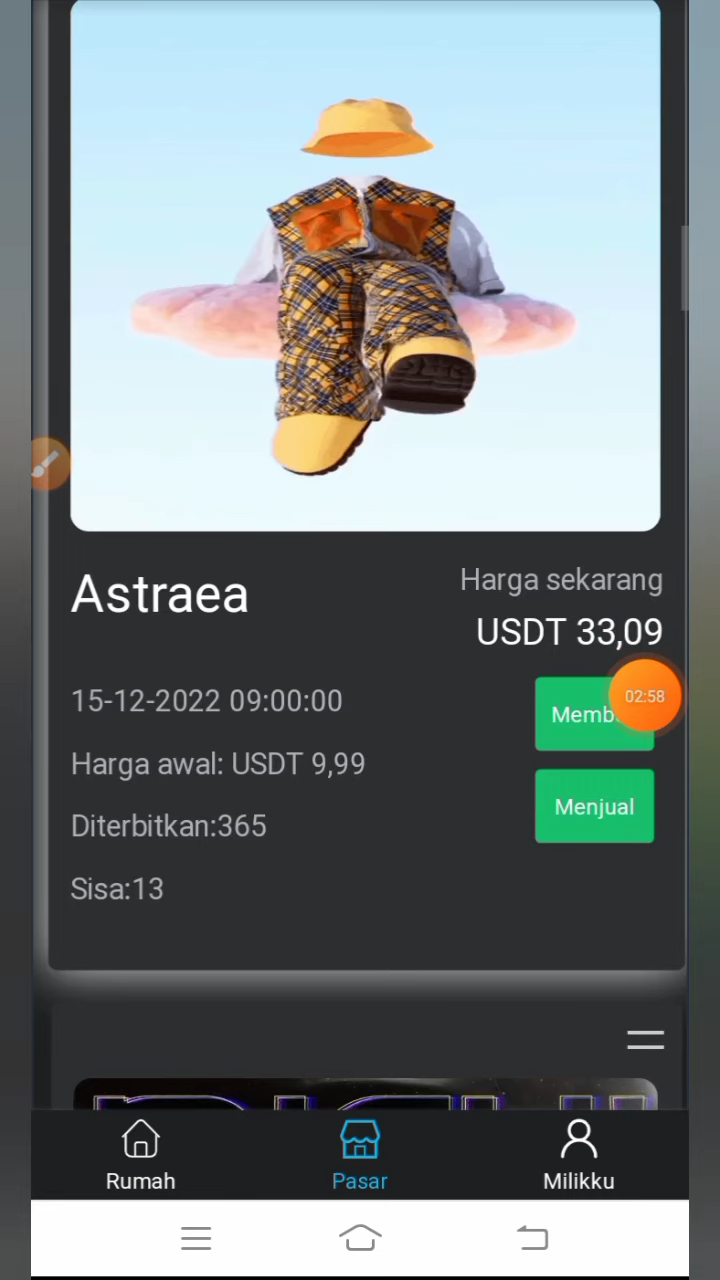 Astraea
Harga sekarang
USDT 33,09
15-12-2022 09:00:00
02:58
Harga awal: USDT 9,99
Menjual
Diterbitkan:365
Sisa:13
Rumah
Pasar
Milikku